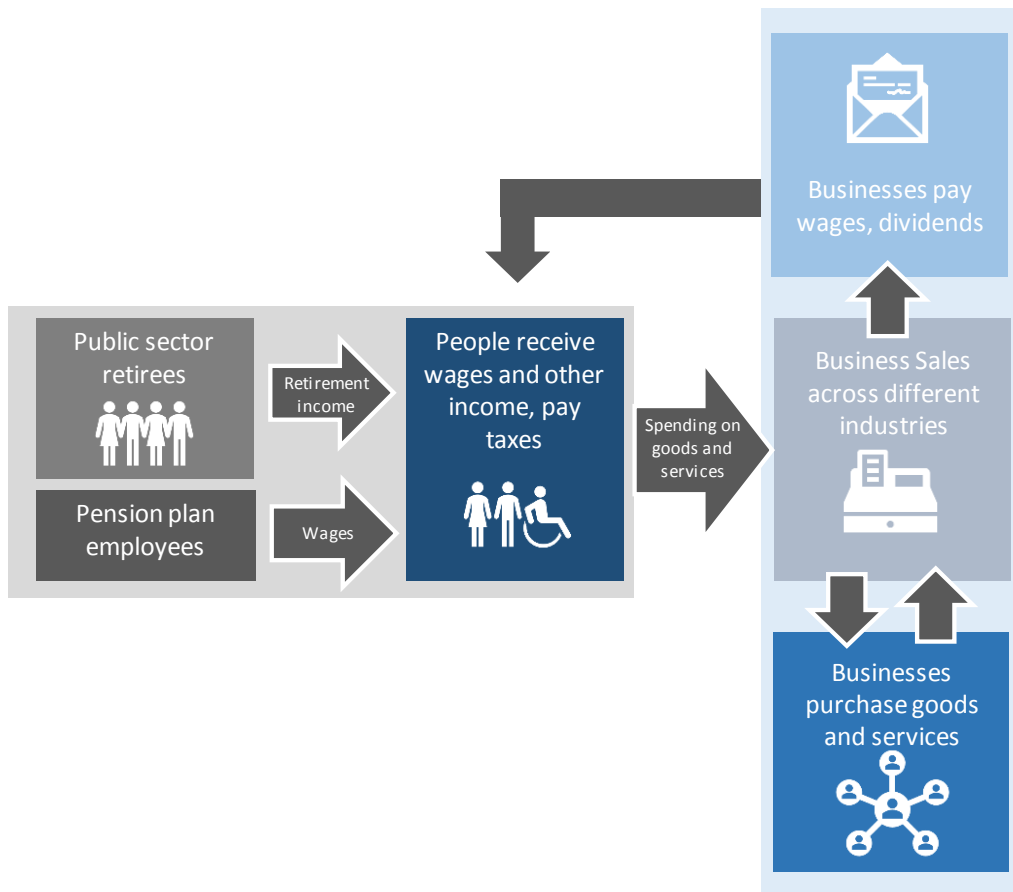 Businesses pay
wages, dividends
Public sector
retirees
Retirement
income
People receive
wages and other
income, pay
taxes
Spending on
goods and
services
Business Sales
across different
industries
Pension plan
employees
Wages
Businesses
purchase goods
and services